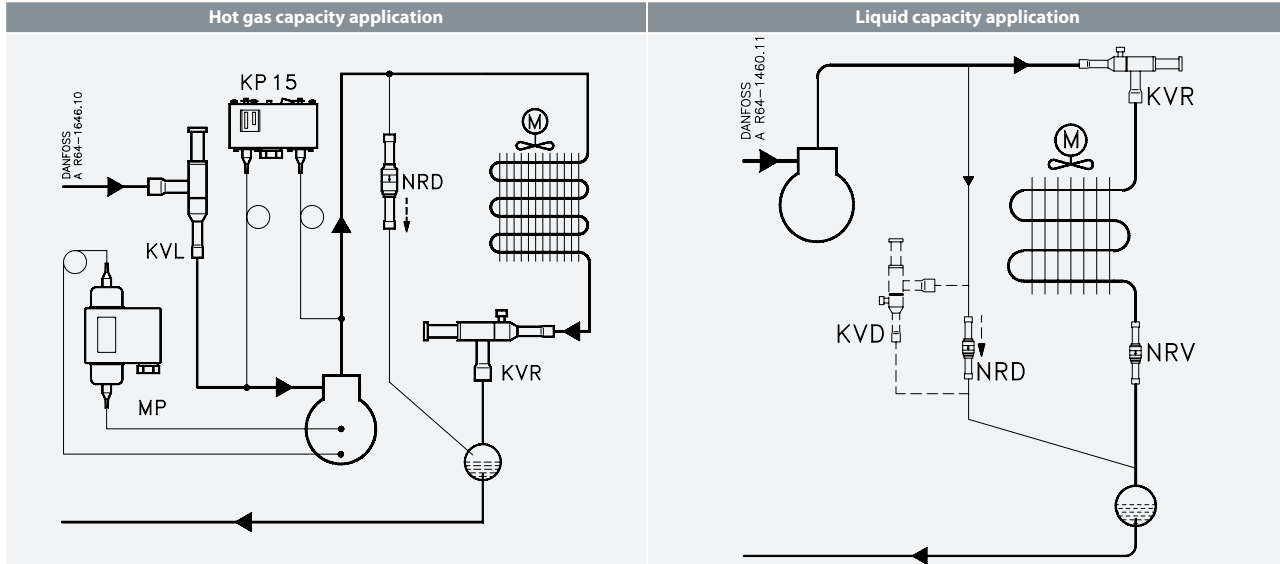 Hot gas capacity application
Liquid capacity application
DANFOSS
A R64-1646.10
KP 15
M
NRD
KVL
KVR
MP
DANFOSS
A R64-1460.11
KVR
M
KVD
NRD
NRV